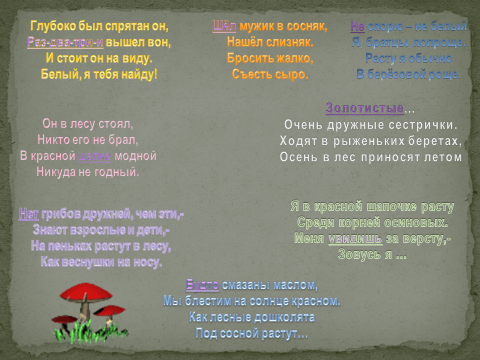 Глубоко был спрятан он,
Раз-два-три-и вышел вон,
И стоит он на виду.
Белый, я тебя найду!
Шёл мужик в сосняк,
Нашёл слизняк.
Бросить жалко,
Съесть сыро.
Не спорю – не белый
Я братцы, попроще
Расту я обычно
В берёзовой роще.
Он в лесу стоял,
Никто его не брал,
В красной шапке модной
Никуда не годный.
Золотистые…
Очень дружные сестрички.
Ходят в рыженьких беретах,
Осень в лес приносят летом
Нет грибов дружней, чем эти,-
Знают взрослые и дети,-
На пеньках растут в лесу,
Как веснушки на носу.
Я в красной шапочке расту
Среди корней осиновых.
Меня увидишь за версту,-
Зовусь я ...
Будто смазаны маслом,
Мы блестим на солнце красном.
Как лесные дошколята
Под сосной растут…